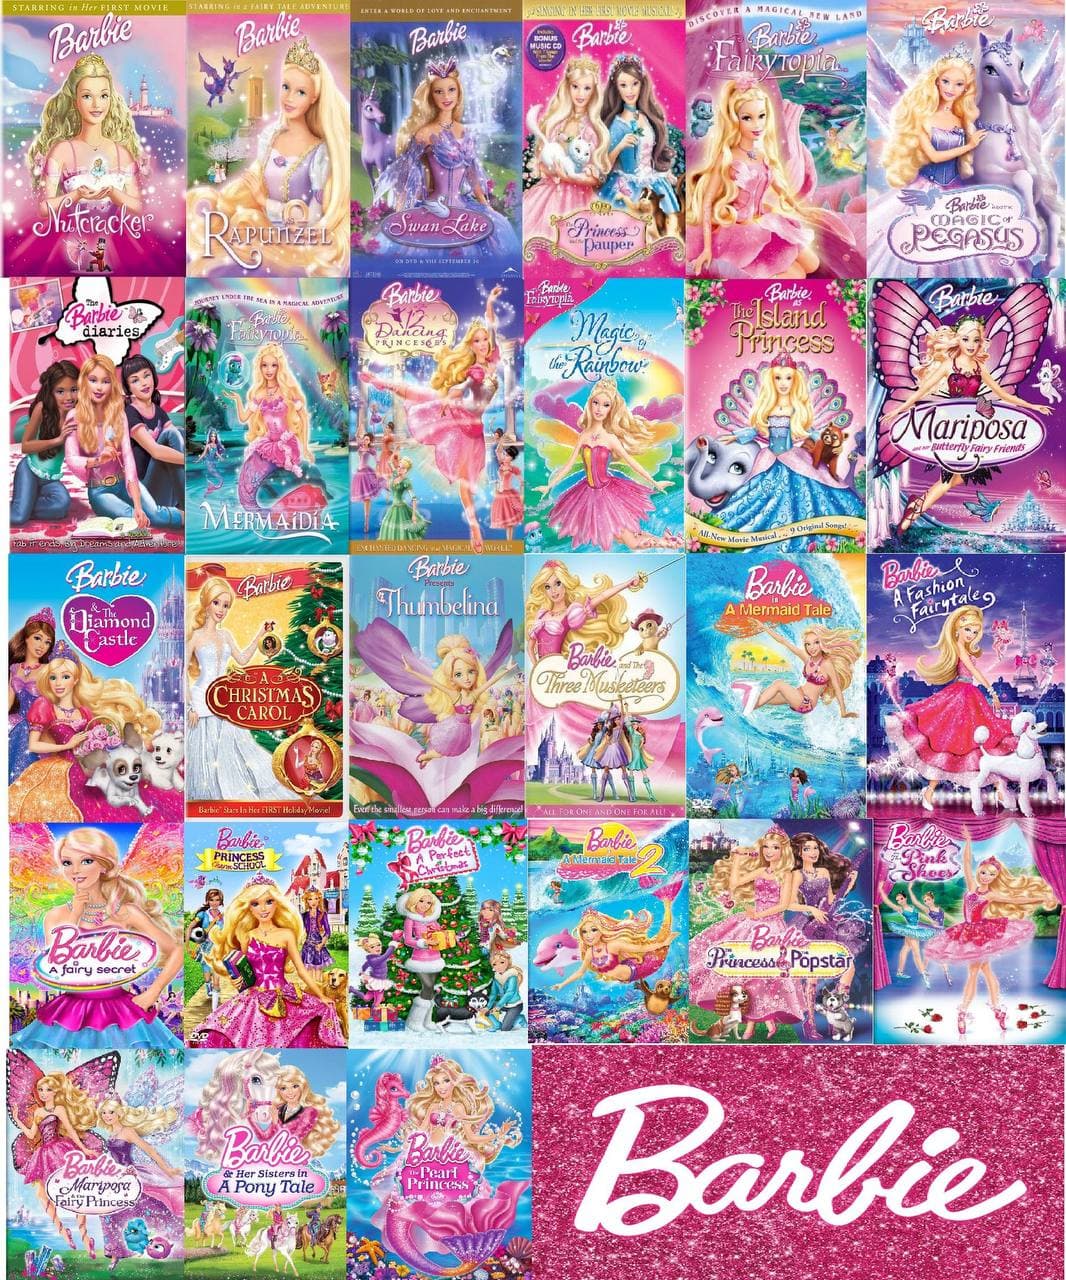 STARRING in Her FIRST MOVIE
Barbie
Nutcracker
STARRING in a FAIRY TALE ADVENTURE
Barbie
RAPUNZEL
ENTER A WORLD OF LOVE AND ENCHANTMENT
Barbie
Swan Lake
ON DVD & VHS SEPTEMBER 30
SINGING IN HER FIRST MOVIE MUSICAL!
Includes
BONUS
MUSIC CD
Barbie
The Princess
and the
Pauper
DISCOVER A MAGICAL NEW LAND
Barbie
Fairytopia
Barbie
Barbie
MAGIC of
PEGASUS
The
Barbie
diaries
Big Dreams and
JOURNEY UNDER THE SEA IN A MAGICAL ADVENTURE
Barbie
FAIRYTOPIA
MERMAIDIA
Barbie
12
Dancing
PRINCESSES
ENCHANTED DANCING in a MAGICAL WORLD!
Barbie
Fairytopia
Magic
of
the Rainbow
Barbie
as
The Island
Princess
All-New Movie Musical
9 Original Songs!
Barbie
Mariposa
and her Butterfly Fairy Friends
Barbie
& The
Diamond
Castle
Barbie
in
A
CHRISTMAS
CAROL
Barbie Stars In Her FIRST Holiday Movie!
Barbie
Presents
Thumbelina
Even the smallest person can make a big difference!
Barbie and The
Three Musketeers
ALL FOR ONE AND ONE FOR ALL!
Barbie
in
A Mermaid Tale
DVD
Barbie
A Fashion
Fairytale
Barbie
A fairy secret
Barbie
PRINCESS
Charm SCHOOL
DVD
Barbie
A Perfect
Christmas
Barbie
in
A Mermaid Tale 2
Barbie
The
Princess & the Popstar
Barbie
in The
Pink
Shoes
Barbie
Mariposa
& the
Fairy Princess
Barbie
& Her Sisters in
A Pony Tale
Barbie
The Pearl
Princess
Barbie